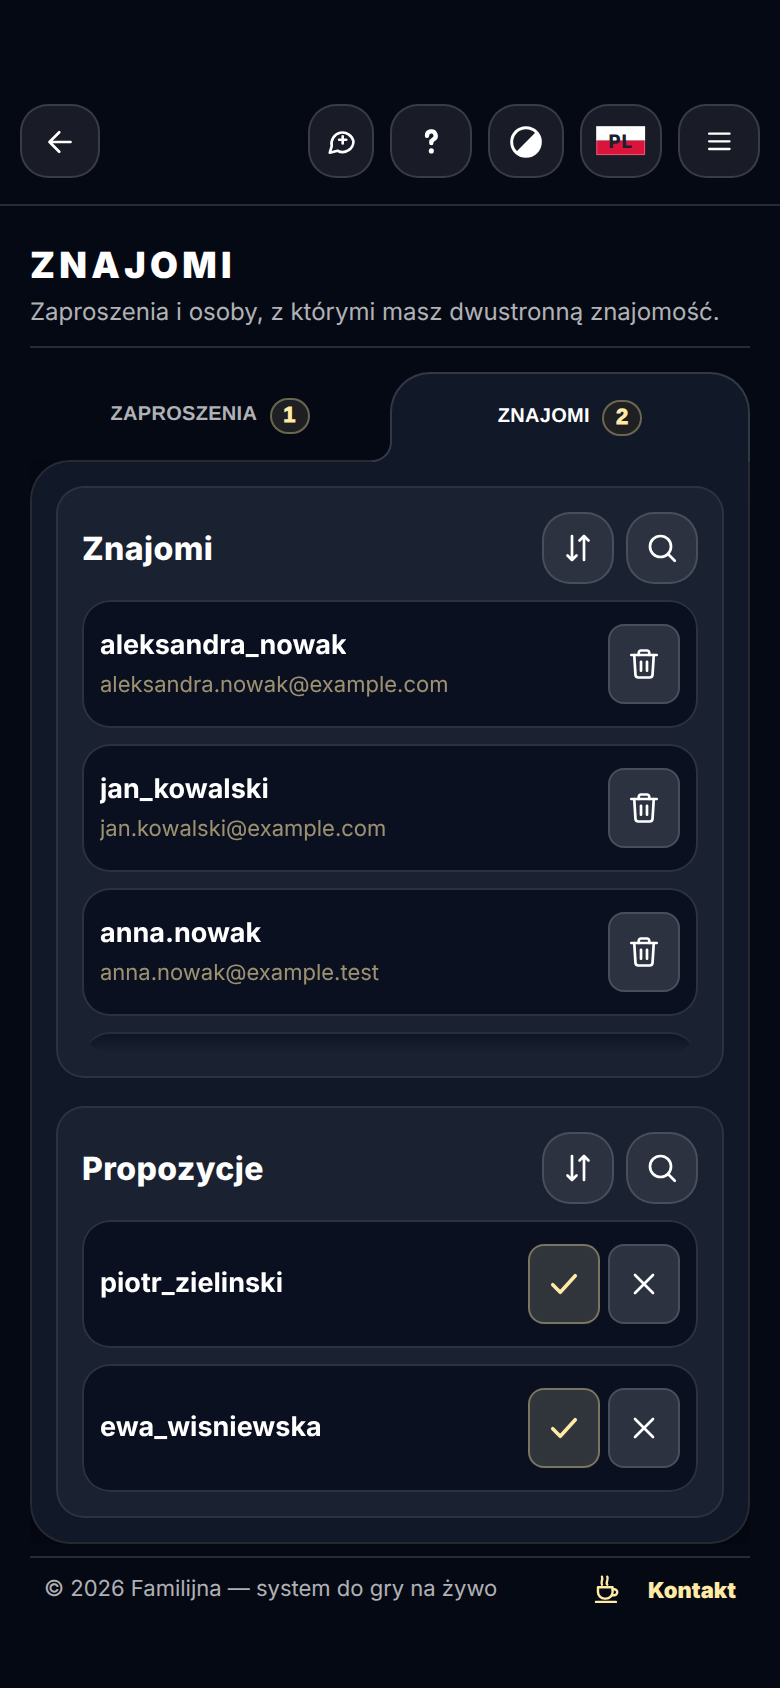 ?
PL
ZNAJOMI
Zaproszenia i osoby, z którymi masz dwustronną znajomość.
ZAPROSZENIA 1
ZNAJOMI 2
Znajomi
aleksandra_nowak
aleksandra.nowak@example.com
jan_kowalski
jan.kowalski@example.com
anna.nowak
anna.nowak@example.test
Propozycje
piotr_zielinski
ewa_wisniewska
© 2026 Familijna — system do gry na żywo
Kontakt